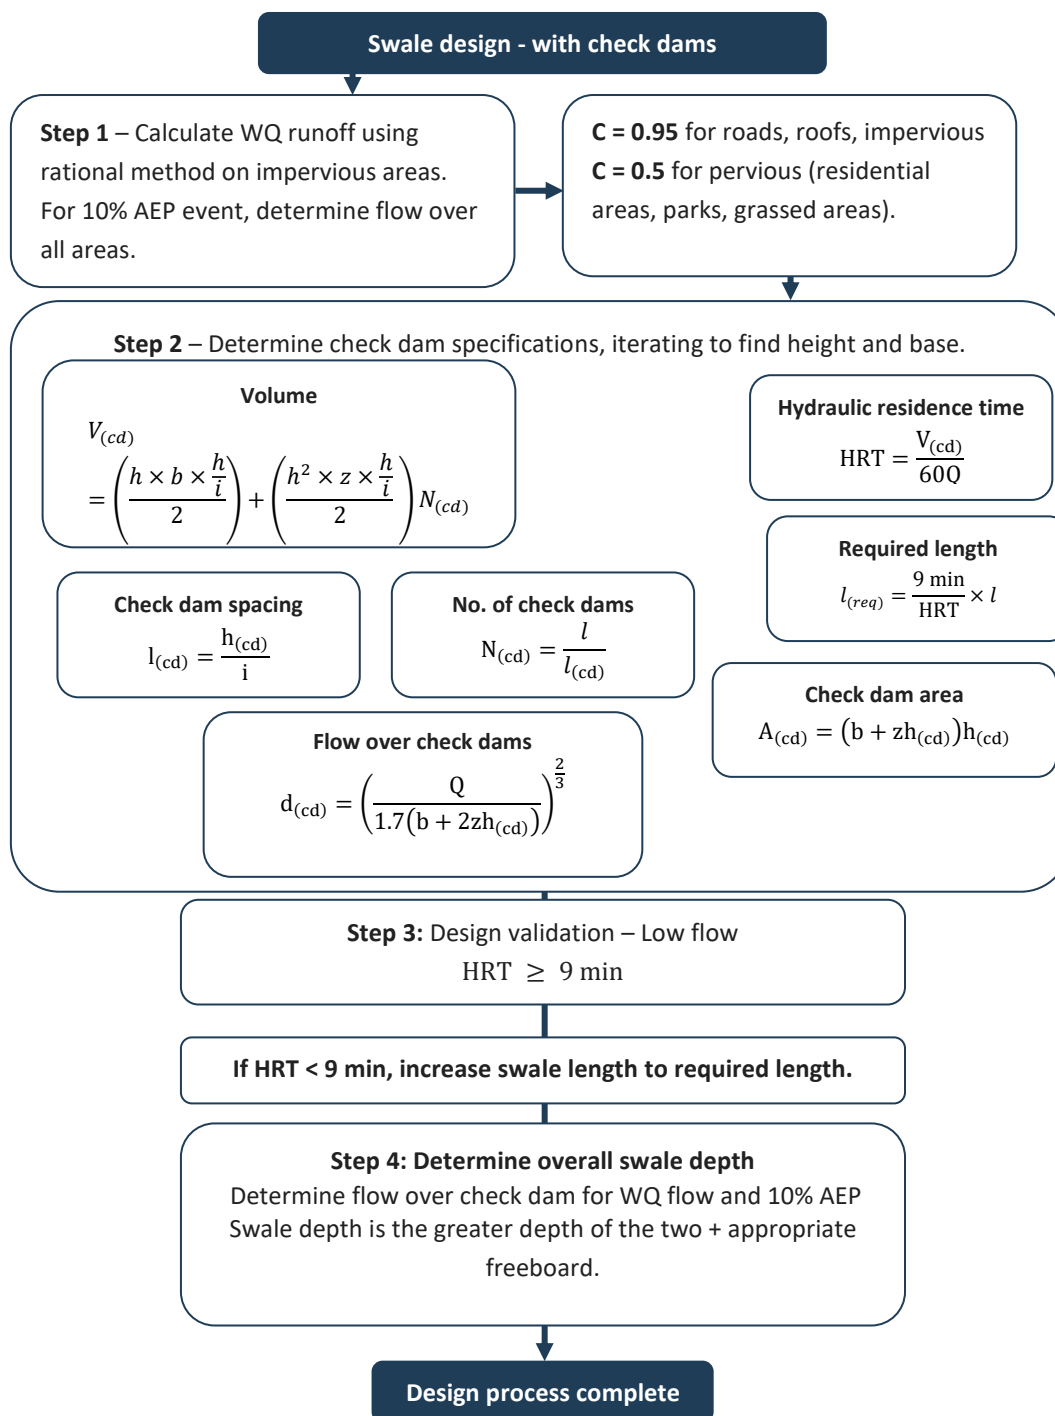 Swale design - with check dams
Step 1 – Calculate WQ runoff using
rational method on impervious areas.
For 10% AEP event, determine flow over
all areas.
C = 0.95 for roads, roofs, impervious
C = 0.5 for pervious (residential
areas, parks, grassed areas).
Step 2 – Determine check dam specifications, iterating to find height and base.
Volume
V(cd)
= ((h × b × h/i)/2) + ((h² × z × h/i)/2) N(cd)
Hydraulic residence time
HRT = V(cd)/60Q
Required length
l(req) = 9 min/HRT × l
Check dam spacing
l(cd) = h(cd)/i
No. of check dams
N(cd) = l/l(cd)
Check dam area
A(cd) = (b + zh(cd))h(cd)
Flow over check dams
d(cd) = (Q/1.7(b + 2zh(cd)))^2/3
Step 3: Design validation – Low flow
HRT ≥ 9 min
If HRT < 9 min, increase swale length to required length.
Step 4: Determine overall swale depth
Determine flow over check dam for WQ flow and 10% AEP
Swale depth is the greater depth of the two + appropriate
freeboard.
Design process complete